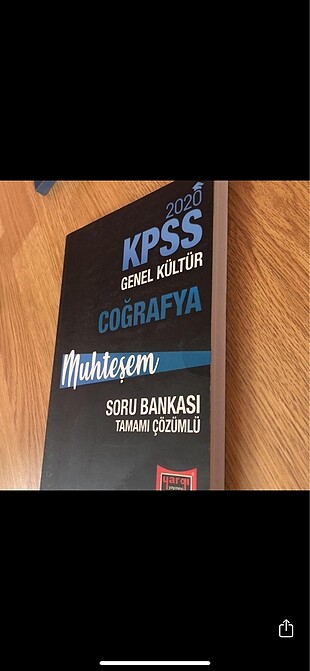 2020
KPSS
GENEL KÜLTÜR
COĞRAFYA
Muhteşem
SORU BANKASI
TAMAMI ÇÖZÜMLÜ
yargı